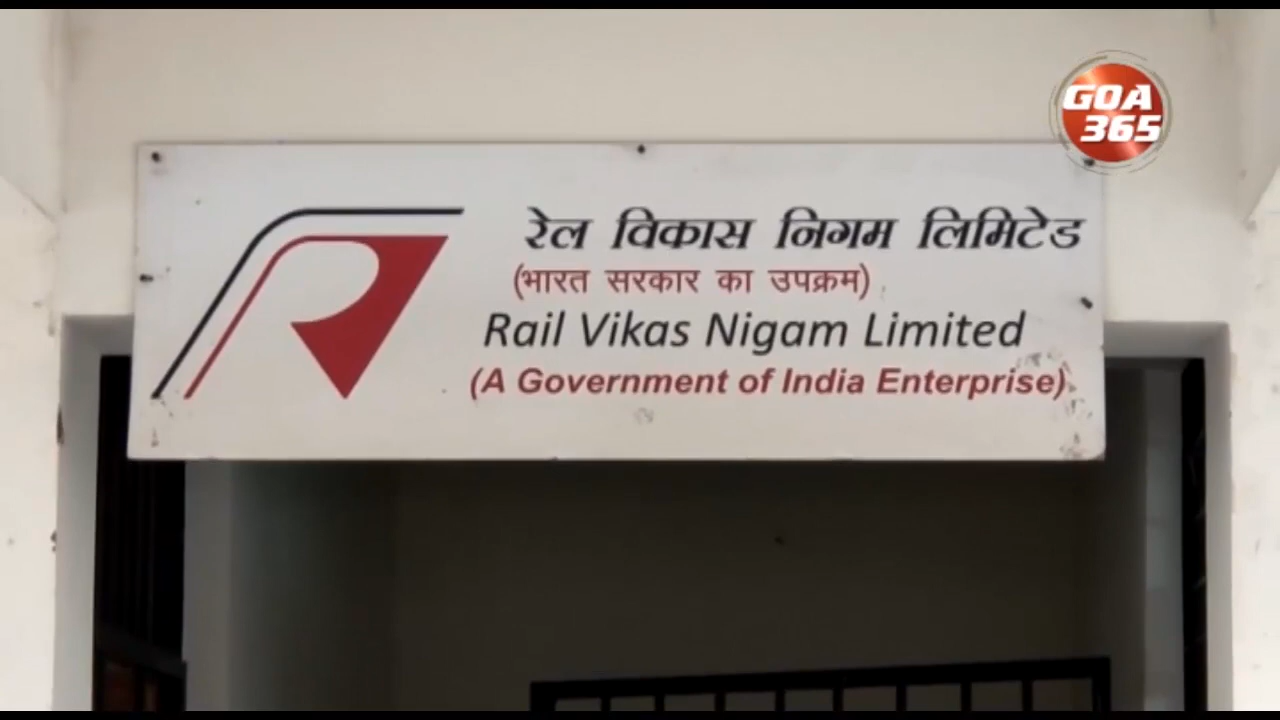 GOA
365
रेल विकास निगम लिमिटेड
(भारत सरकार का उपक्रम)
Rail Vikas Nigam Limited
(A Government of India Enterprise)